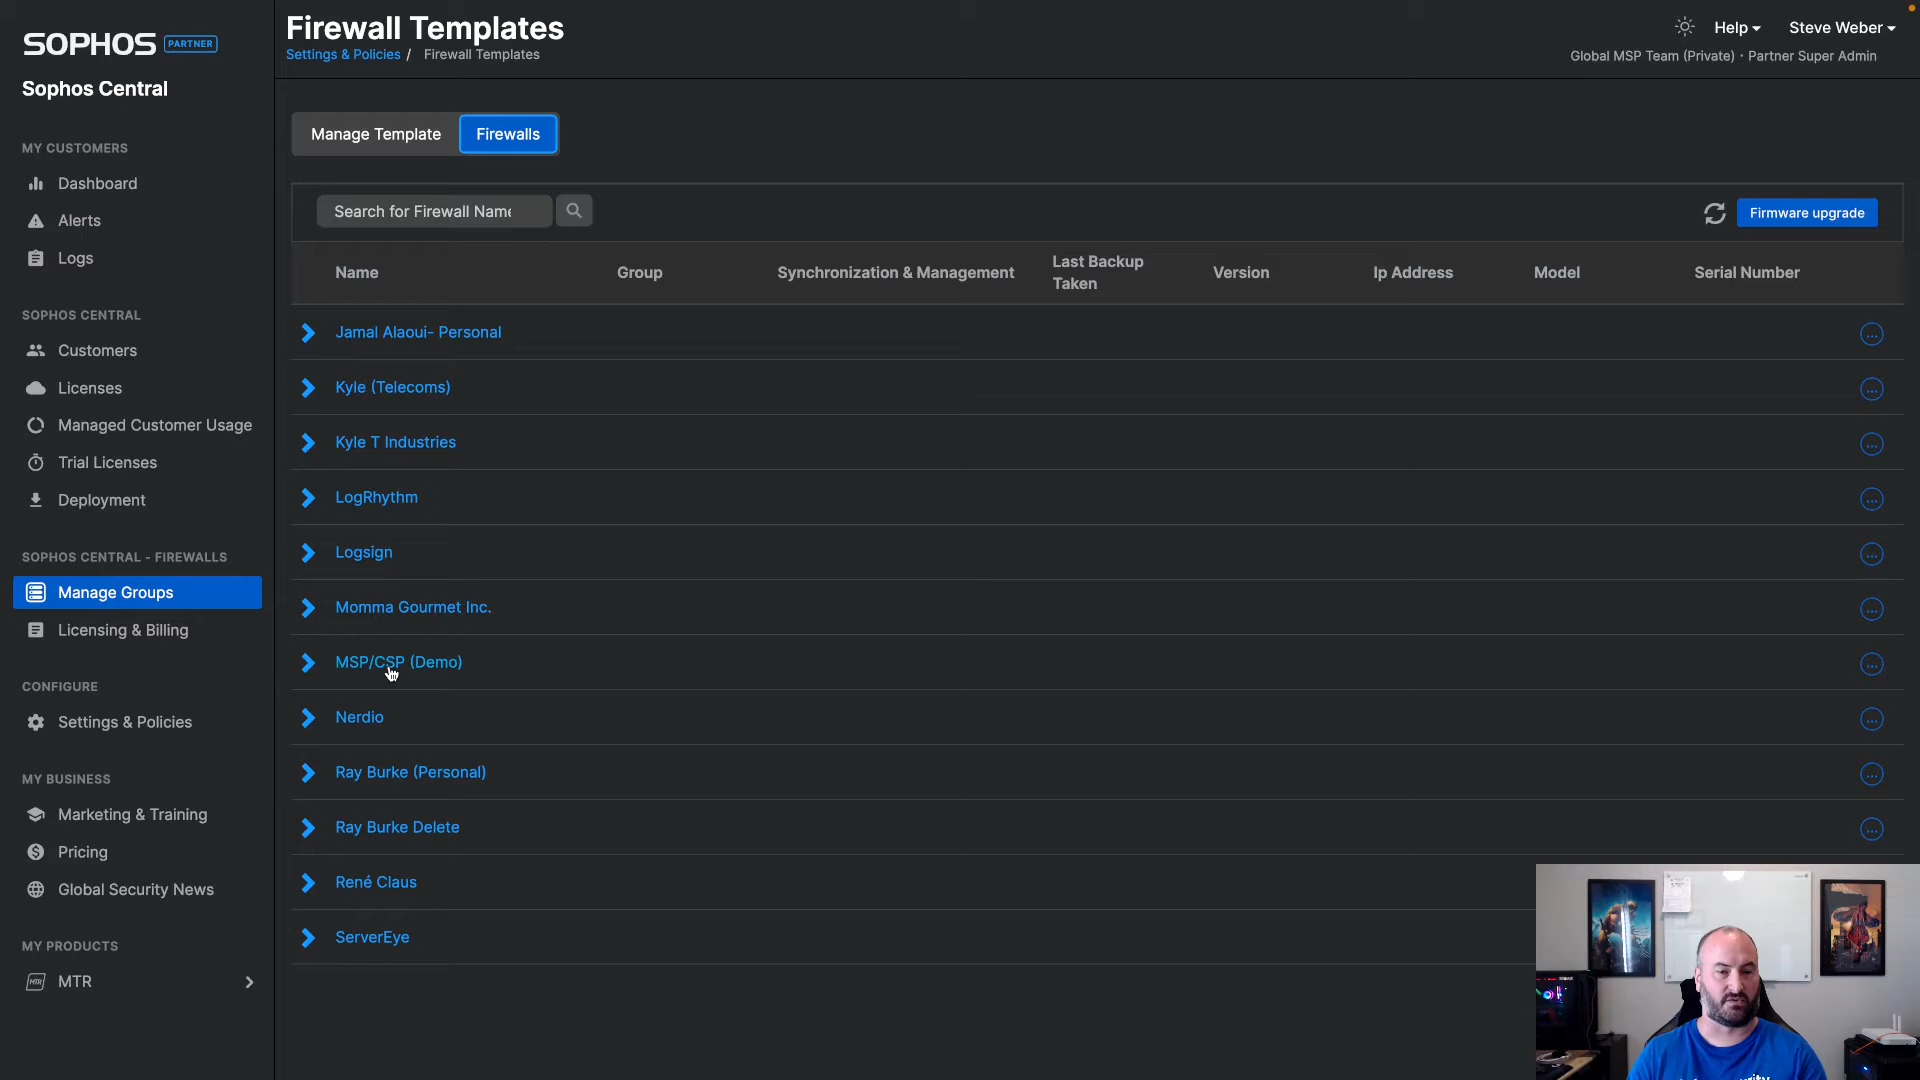 SOPHOS PARTNER
Sophos Central
MY CUSTOMERS
Dashboard
Alerts
Logs
SOPHOS CENTRAL
Customers
Licenses
Managed Customer Usage
Trial Licenses
Deployment
SOPHOS CENTRAL - FIREWALLS
Manage Groups
Licensing & Billing
CONFIGURE
Settings & Policies
MY BUSINESS
Marketing & Training
Pricing
Global Security News
MY PRODUCTS
MTR MTR
Firewall Templates
Settings & Policies / Firewall Templates
Help
Steve Weber
Global MSP Team (Private) · Partner Super Admin
Manage Template
Firewalls
Search for Firewall Name
Firmware upgrade
Name Group Synchronization & Management Last Backup Taken Version Ip Address Model Serial Number
Jamal Alaoui- Personal
Kyle (Telecoms)
Kyle T Industries
LogRhythm
Logsign
Momma Gourmet Inc.
MSP/CSP (Demo)
Nerdio
Ray Burke (Personal)
Ray Burke Delete
René Claus
ServerEye